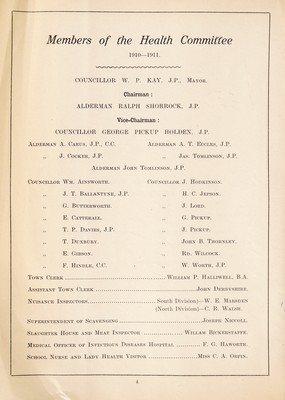 Members of the Health Committee
1910—1911.
COUNCILLOR W. P. KAY, J.P., MAYOR.
Chairman :
ALDERMAN RALPH SHORROCK, J.P.
Vice-Chairman :
COUNCILLOR GEORGE PICKUP HOLDEN, J.P.
ALDERMAN A. CARUS, J.P., C.C. ALDERMAN A. T. ECCLES, J.P.
,, J. COCKER, J.P. ,, JAS. TOMLINSON, J.P.
ALDERMAN JOHN TOMLINSON, J.P.
COUNCILLOR WM. AINSWORTH. COUNCILLOR J. HODKINSON.
,, J. T. BALLANTYNE, J.P. ,, H. C. JEPSON.
,, G. BUTTERWORTH. ,, J. LORD.
,, E. CATTERALL. ,, G. PICKUP.
,, T. P. DAVIES, J.P. ,, J. PICKUP.
,, T. DUXBURY. ,, JOHN B. THORNLEY.
,, E. GIBSON. ,, RD. WILCOCK.
,, F. HINDLE, C.C. ,, W. WORTH, J.P.
TOWN CLERK ........ WILLIAM P. HALLIWELL, B.A.
ASSISTANT TOWN CLERK ........ JOHN DERBYSHIRE.
NUISANCE INSPECTORS........ South Division)—W. E. MARSDEN
(North Division)—C. R. WALSH.
SUPERINTENDENT OF SCAVENGING ........ JOSEPH NICCOLL.
SLAUGHTER HOUSE AND MEAT INSPECTOR ........ WILLIAM BICKERSTAFFE.
MEDICAL OFFICER OF INFECTIOUS DISEASES HOSPITAL ........ F. G. HAWORTH.
SCHOOL NURSE AND LADY HEALTH VISITOR ........ MISS C. A.
4